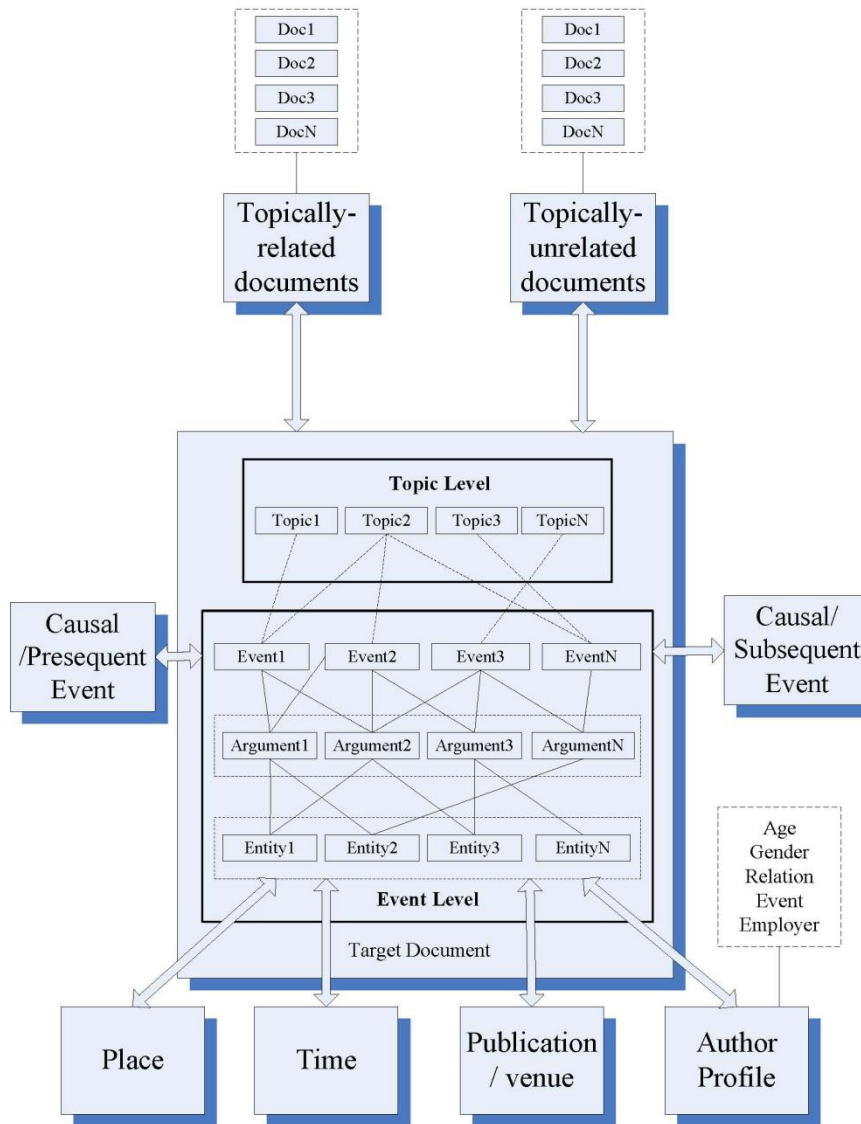 Doc1
Doc2
Doc3
DocN
Doc1
Doc2
Doc3
DocN
Topically-
related
documents
Topically-
unrelated
documents
Topic Level
Topic1 Topic2 Topic3 TopicN
Causal
/Presequent
Event
Event1 Event2 Event3 EventN
Causal/
Subsequent
Event
Argument1 Argument2 Argument3 ArgumentN
Entity1 Entity2 Entity3 EntityN
Event Level
Target Document
Age
Gender
Relation
Event
Employer
Place
Time
Publication
/ venue
Author
Profile